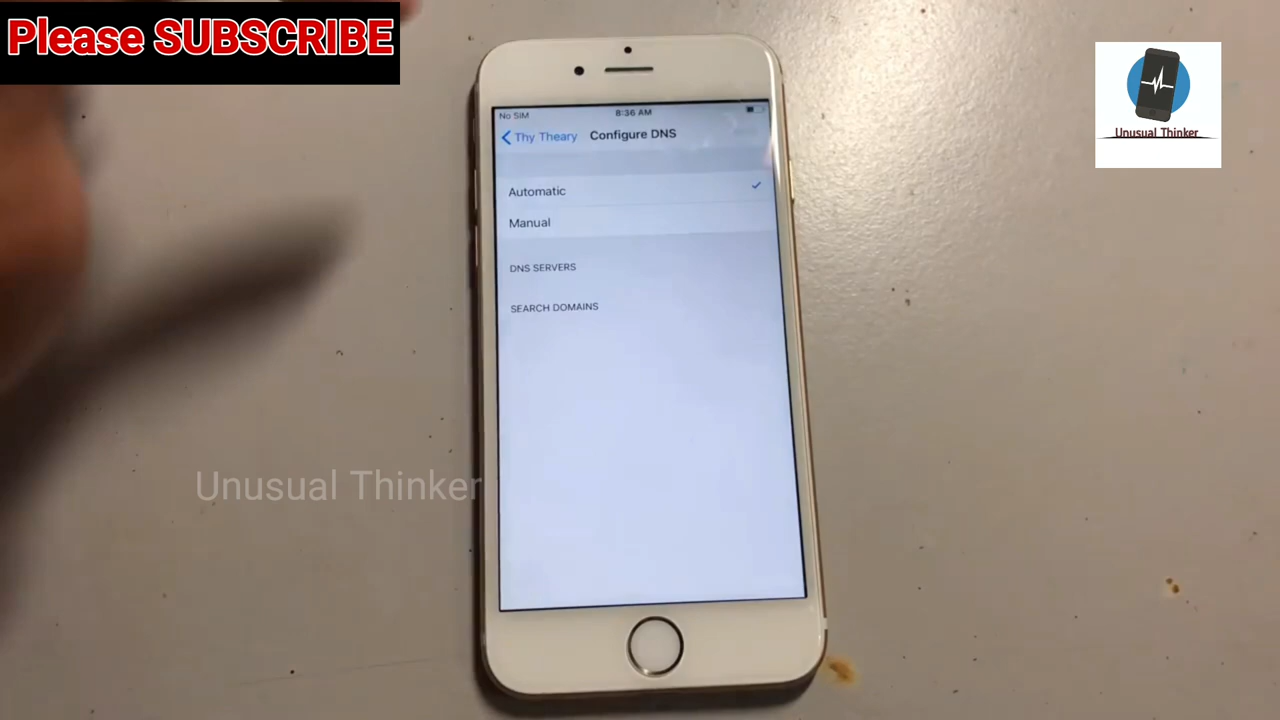 Please SUBSCRIBE
Unusual Thinker
No SIM
8:36 AM
Thy Theary
Configure DNS
Automatic
Manual
DNS SERVERS
SEARCH DOMAINS
Unusual Thinker